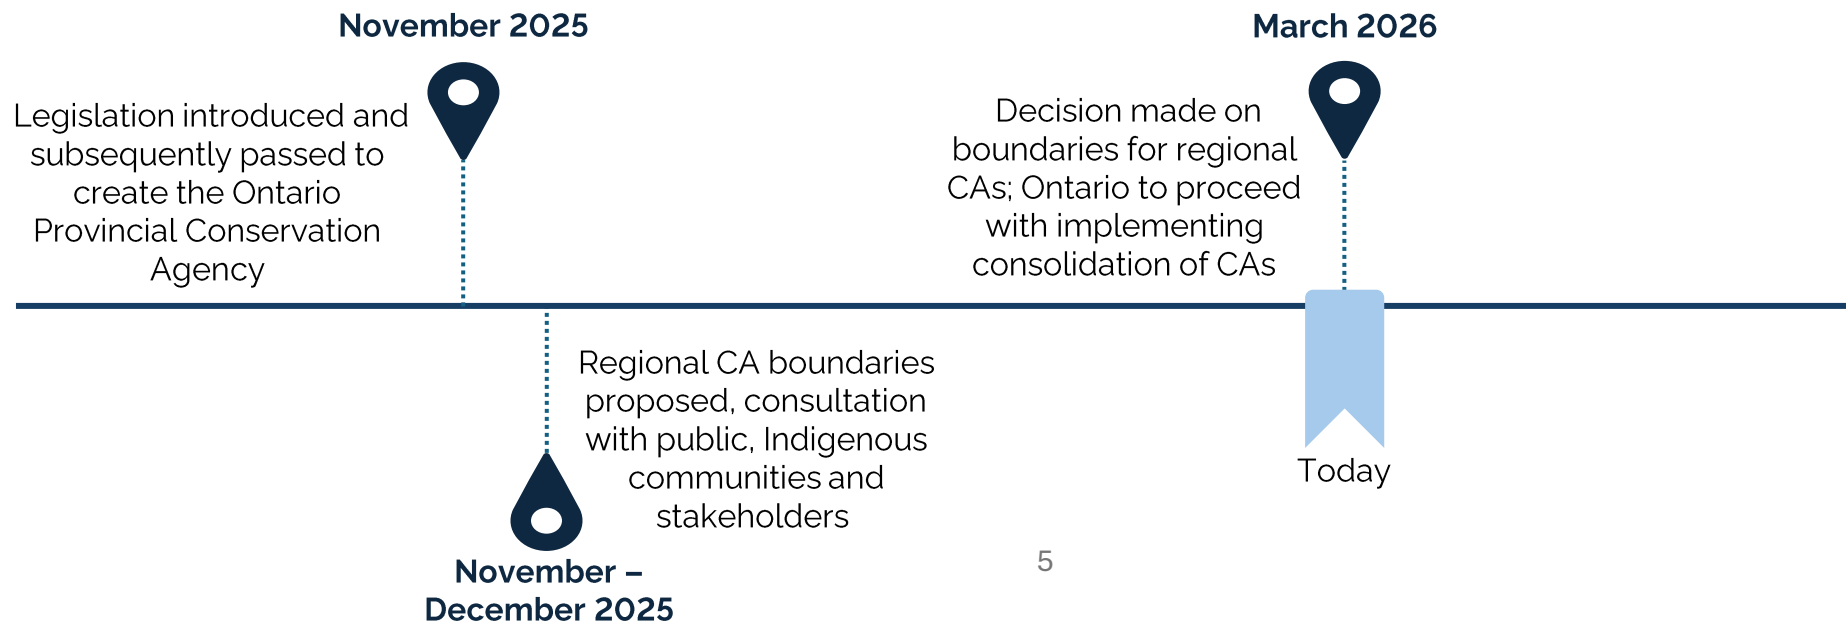 November 2025
Legislation introduced and
subsequently passed to
create the Ontario
Provincial Conservation
Agency
Regional CA boundaries
proposed, consultation
with public, Indigenous
communities and
stakeholders
November –
December 2025
March 2026
Decision made on
boundaries for regional
CAs; Ontario to proceed
with implementing
consolidation of CAs
Today
5